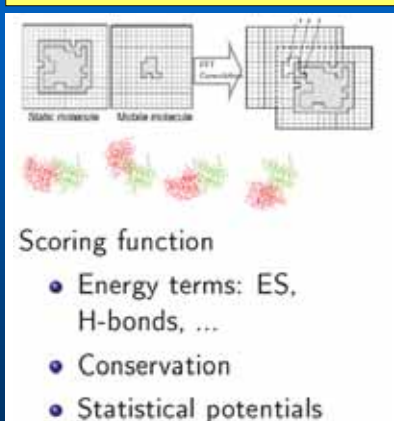 Static molecule Mobile molecule
Scoring function
Energy terms: ES,
H-bonds, ...
Conservation
Statistical potentials